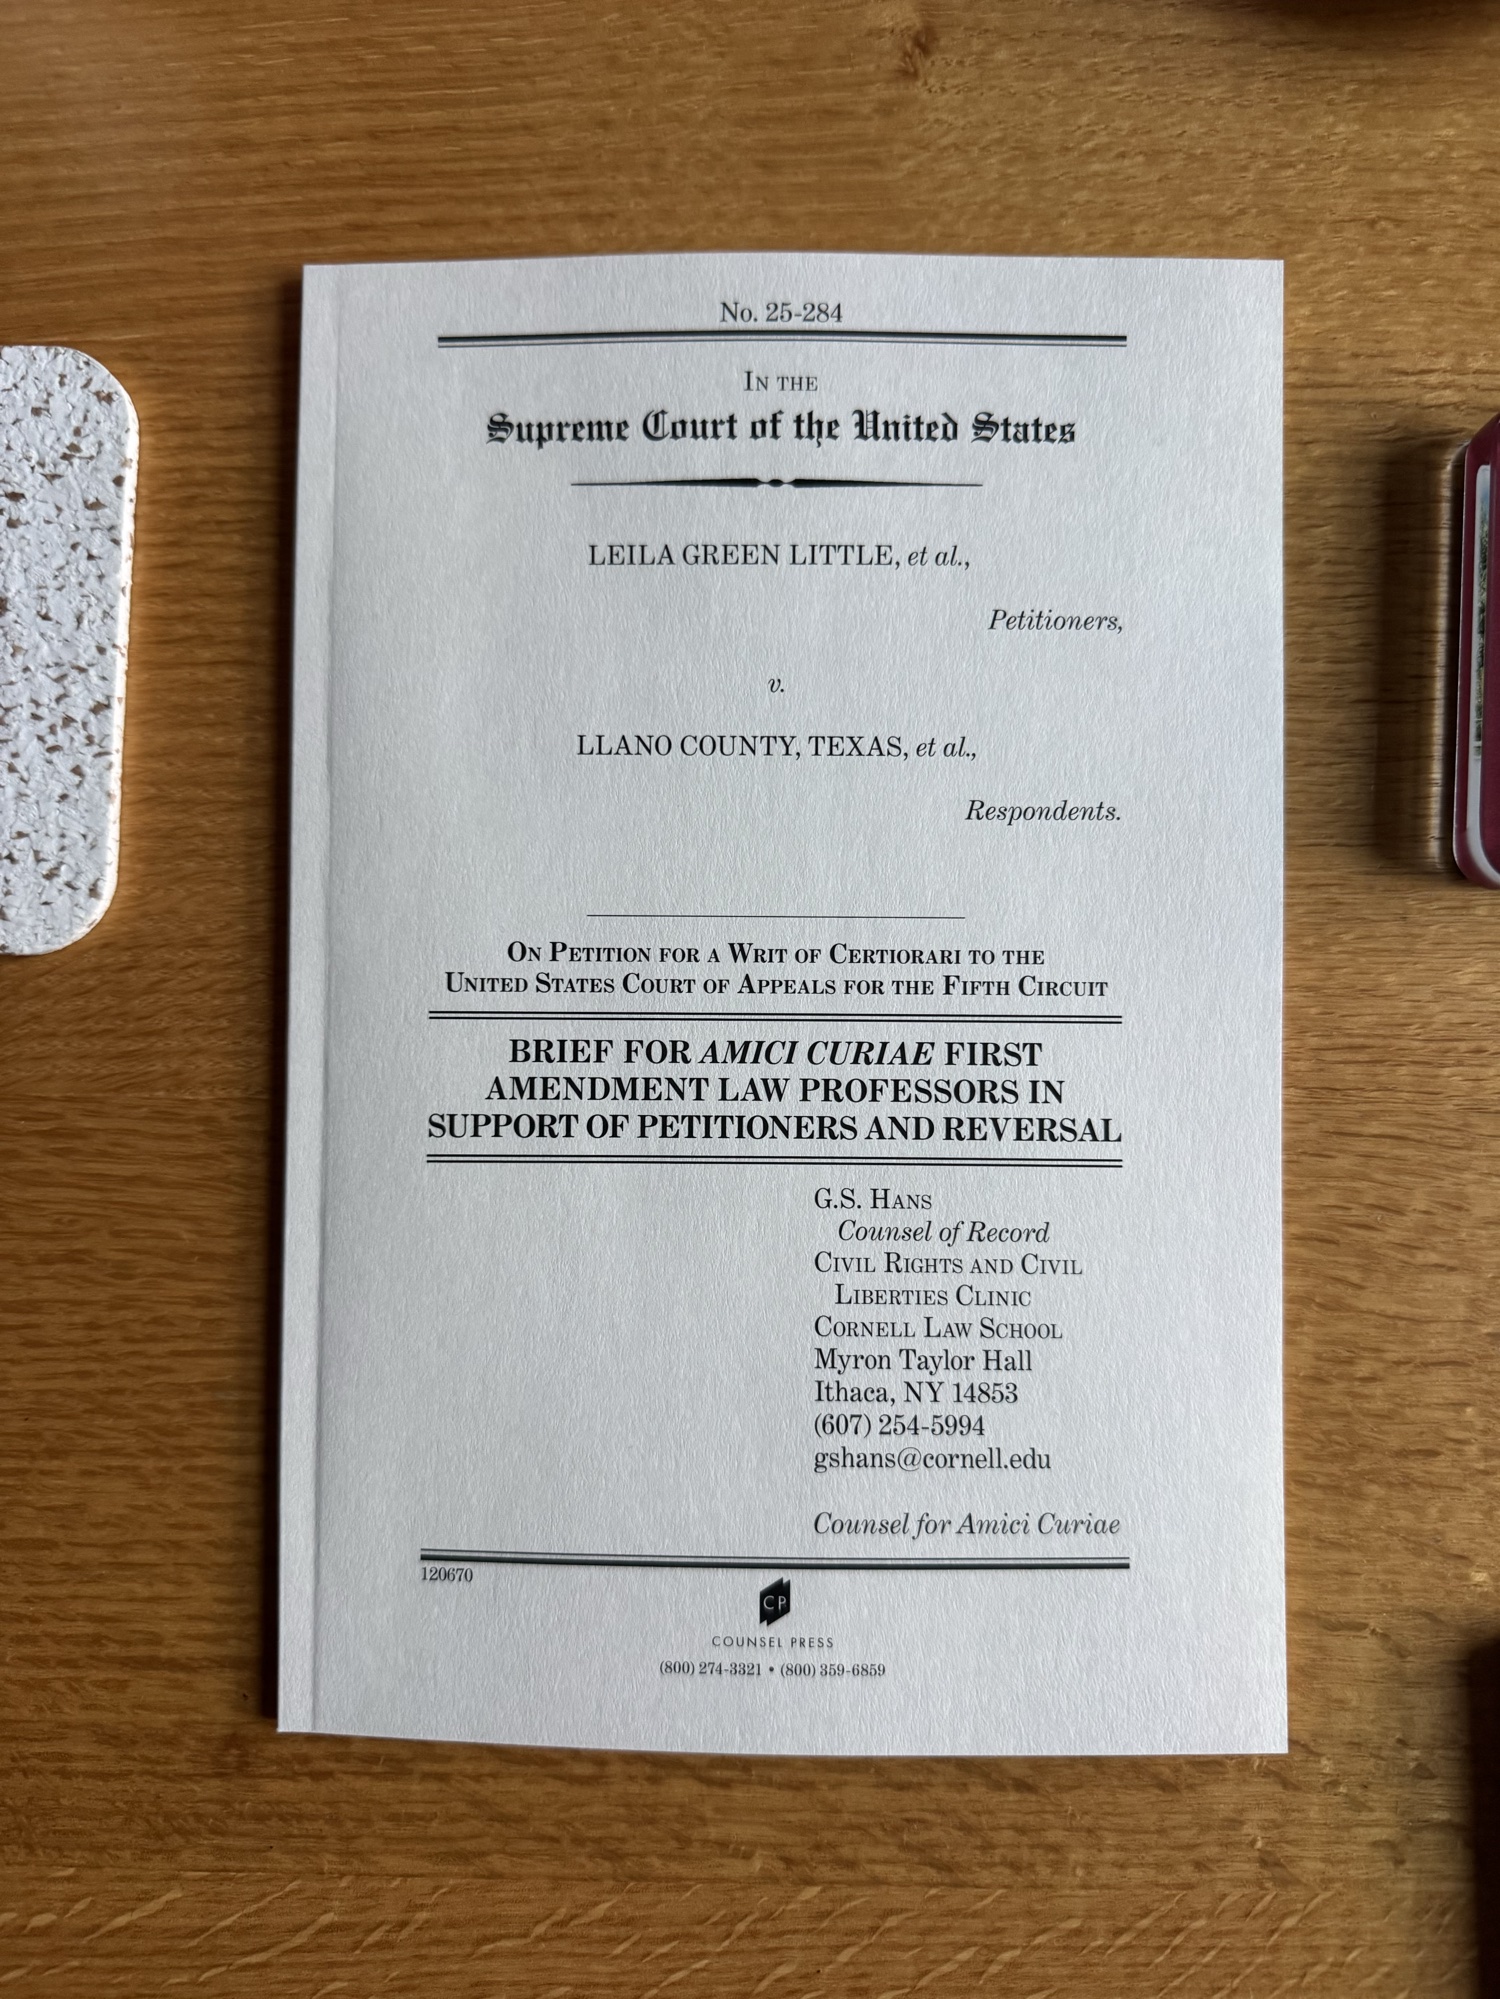 No. 25-284
In the
Supreme Court of the United States
LEILA GREEN LITTLE, et al.,
Petitioners,
v.
LLANO COUNTY, TEXAS, et al.,
Respondents.
On Petition for a Writ of Certiorari to the
United States Court of Appeals for the Fifth Circuit
BRIEF FOR AMICI CURIAE FIRST
AMENDMENT LAW PROFESSORS IN
SUPPORT OF PETITIONERS AND REVERSAL
G.S. Hans
Counsel of Record
Civil Rights and Civil
Liberties Clinic
Cornell Law School
Myron Taylor Hall
Ithaca, NY 14853
(607) 254-5994
gshans@cornell.edu
Counsel for Amici Curiae
120670
CP
COUNSEL PRESS
(800) 274-3321 • (800) 359-6859